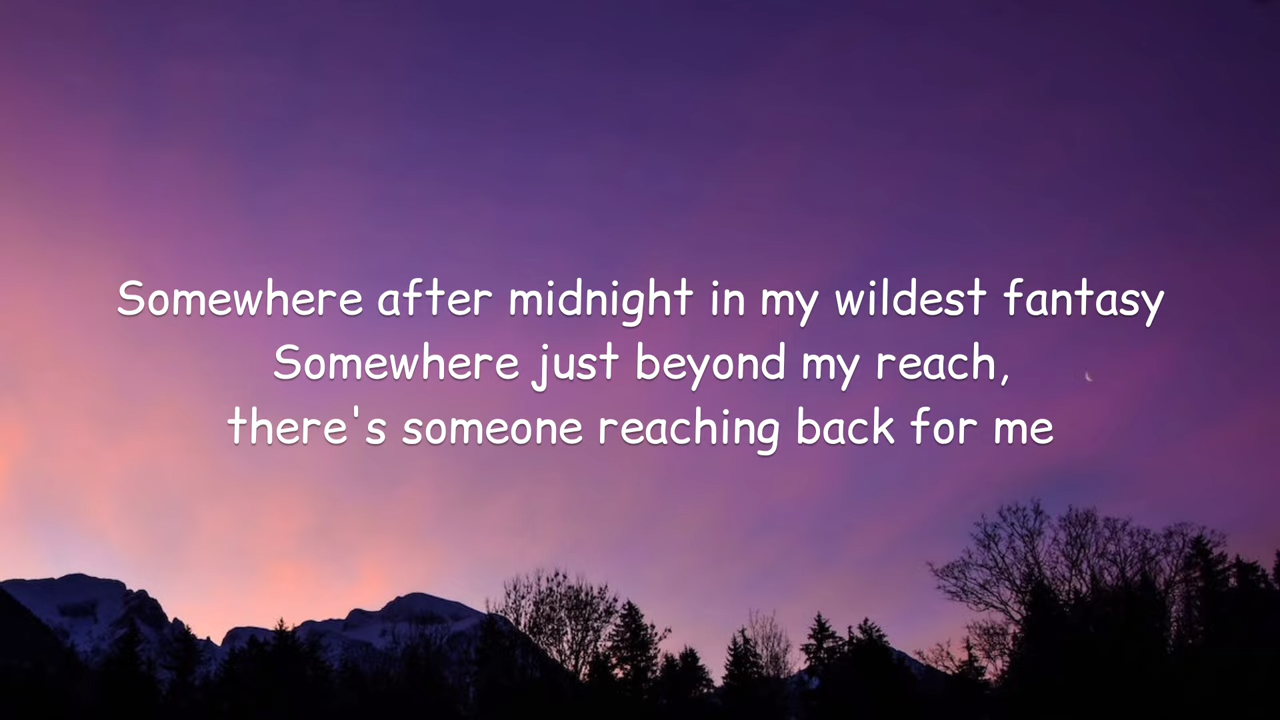 Somewhere after midnight in my wildest fantasy
Somewhere just beyond my reach,
there's someone reaching back for me